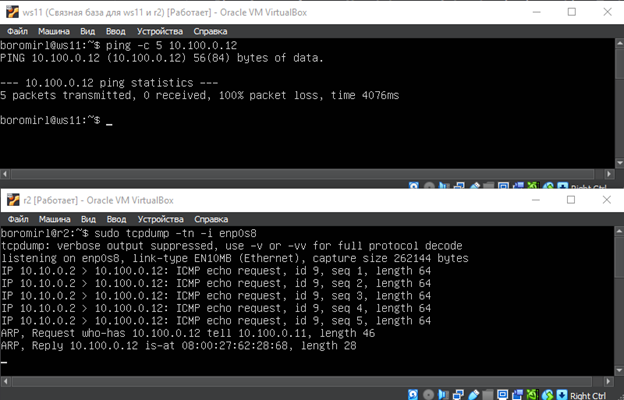 ws11 (Связная база для ws11 и r2) [Работает] - Oracle VM VirtualBox
Файл Машина Вид Ввод Устройства Справка
boromirl@ws11:~$ ping -c 5 10.100.0.12
PING 10.100.0.12 (10.100.0.12) 56(84) bytes of data.
--- 10.100.0.12 ping statistics ---
5 packets transmitted, 0 received, 100% packet loss, time 4076ms
boromirl@ws11:~$ _
Right Ctrl
r2 [Работает] - Oracle VM VirtualBox
Файл Машина Вид Ввод Устройства Справка
boromirl@r2:~$ sudo tcpdump -tn -i enp0s8
tcpdump: verbose output suppressed, use -v or -vv for full protocol decode
listening on enp0s8, link-type EN10MB (Ethernet), capture size 262144 bytes
IP 10.10.0.2 > 10.100.0.12: ICMP echo request, id 9, seq 1, length 64
IP 10.10.0.2 > 10.100.0.12: ICMP echo request, id 9, seq 2, length 64
IP 10.10.0.2 > 10.100.0.12: ICMP echo request, id 9, seq 3, length 64
IP 10.10.0.2 > 10.100.0.12: ICMP echo request, id 9, seq 4, length 64
IP 10.10.0.2 > 10.100.0.12: ICMP echo request, id 9, seq 5, length 64
ARP, Request who-has 10.100.0.12 tell 10.100.0.11, length 46
ARP, Reply 10.100.0.12 is-at 08:00:27:62:28:68, length 28
Right Ctrl